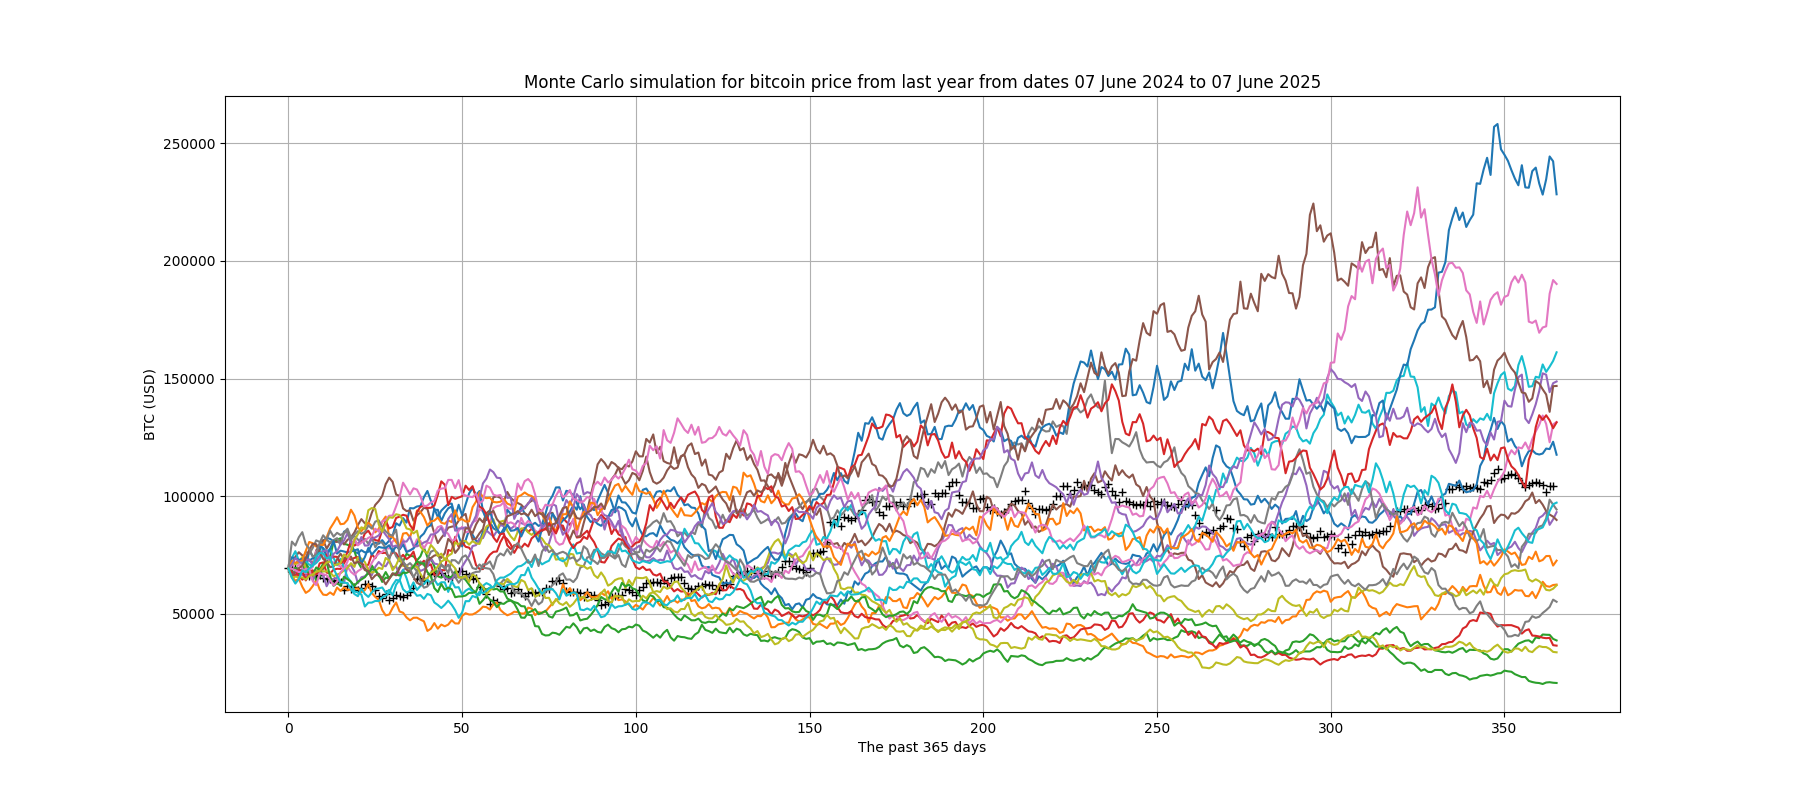 Monte Carlo simulation for bitcoin price from last year from dates 07 June 2024 to 07 June 2025
250000
200000
150000
100000
50000
BTC (USD)
0 50 100 150 200 250 300 350
The past 365 days